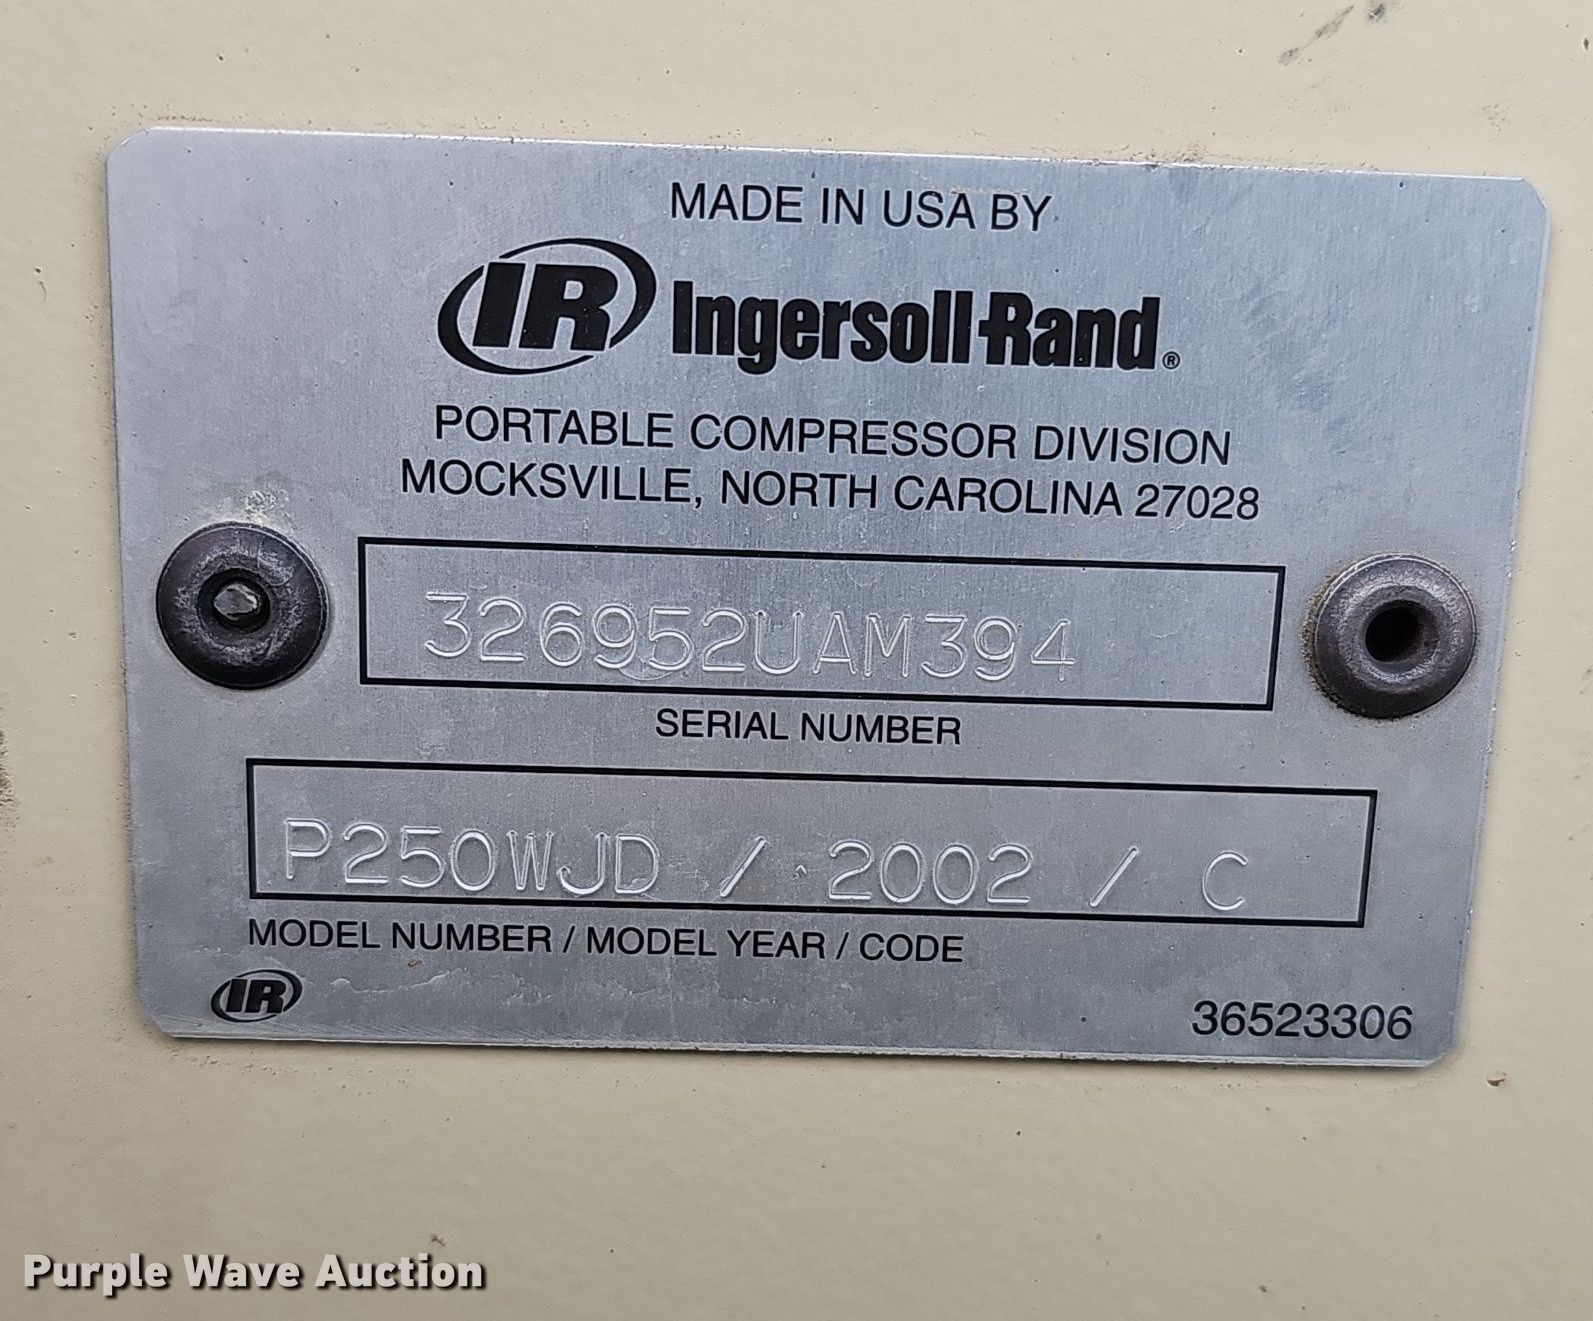 MADE IN USA BY
IR Ingersoll-Rand®
PORTABLE COMPRESSOR DIVISION
MOCKSVILLE, NORTH CAROLINA 27028
326952UAM394
SERIAL NUMBER
P250WJD / 2002 / C
MODEL NUMBER / MODEL YEAR / CODE
IR
36523306
Purple Wave Auction